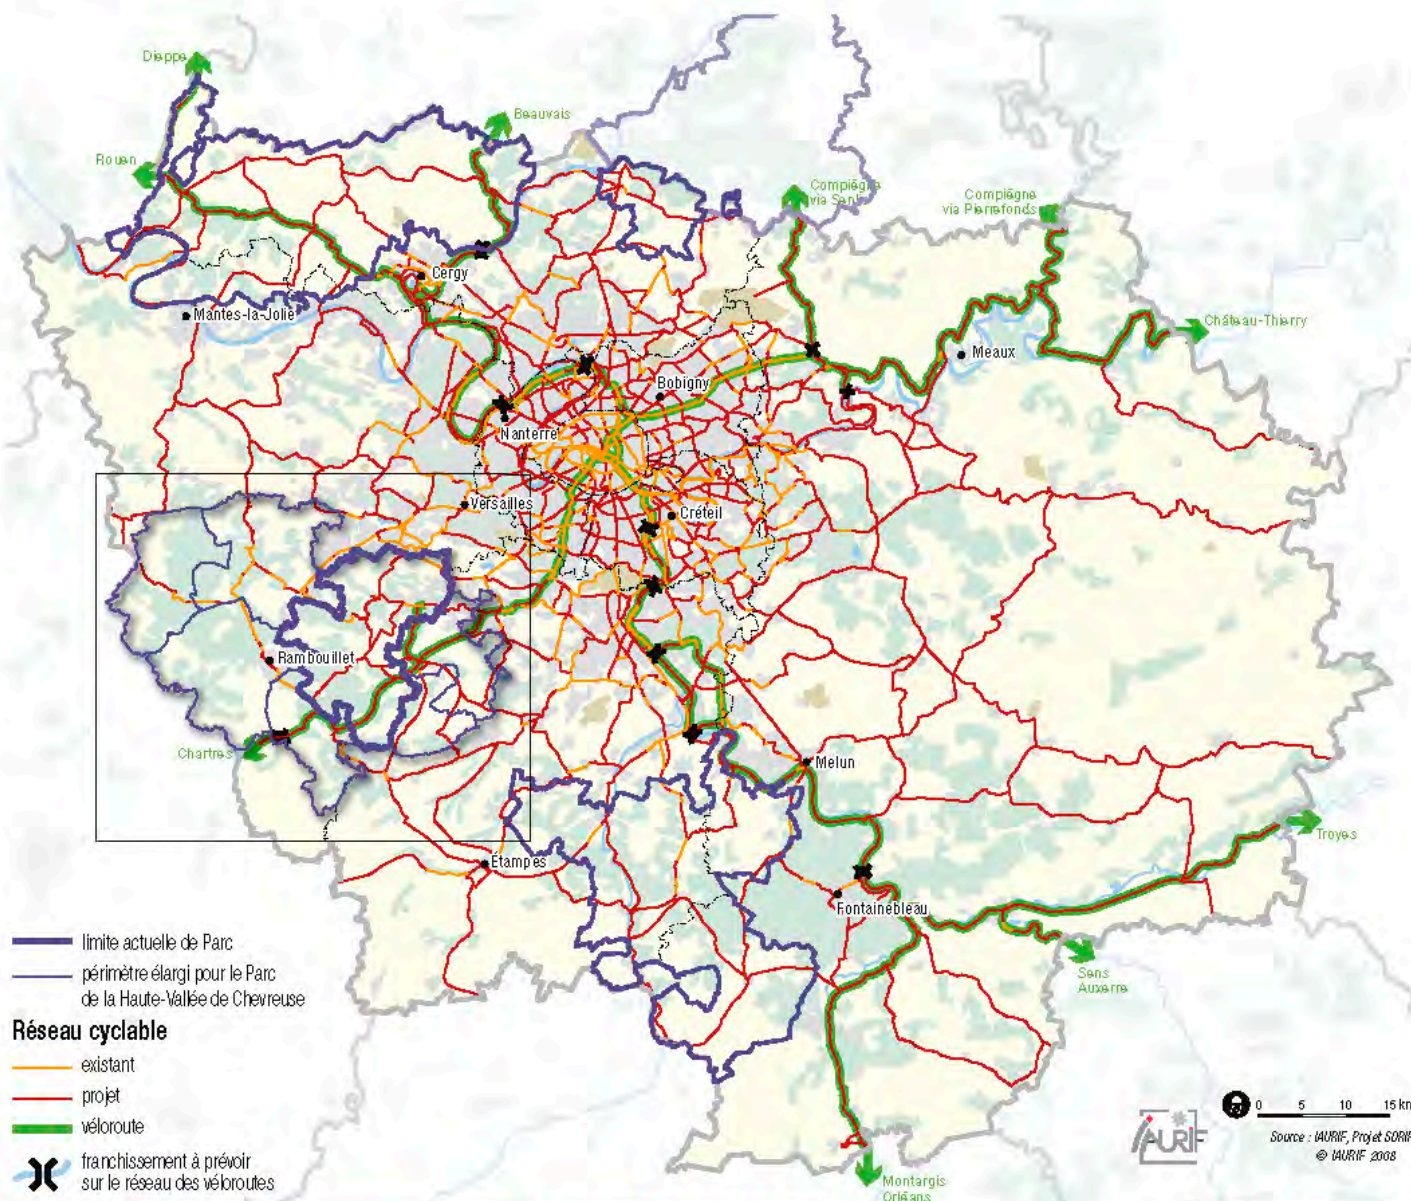 Dieppe
Beauvais
Rouen
Compiègne
via Senl
Compiègne
via Pierrefonds
Cergy
Mantes-la-Jolie
Château-Thierry
Meaux
Bobigny
Nanterre
Versailles
Créteil
Rambouillet
Chartres
Melun
Troyes
Étampes
Fontainebleau
Sens
Auxerre
Montargis
Orléans
limite actuelle de Parc
périmètre élargi pour le Parc
de la Haute-Vallée de Chevreuse
Réseau cyclable
existant
projet
véloroute
franchissement à prévoir
sur le réseau des véloroutes
IAURIF
0 5 10 15 km
Source : IAURIF, Projet SDRIF
© IAURIF 2008